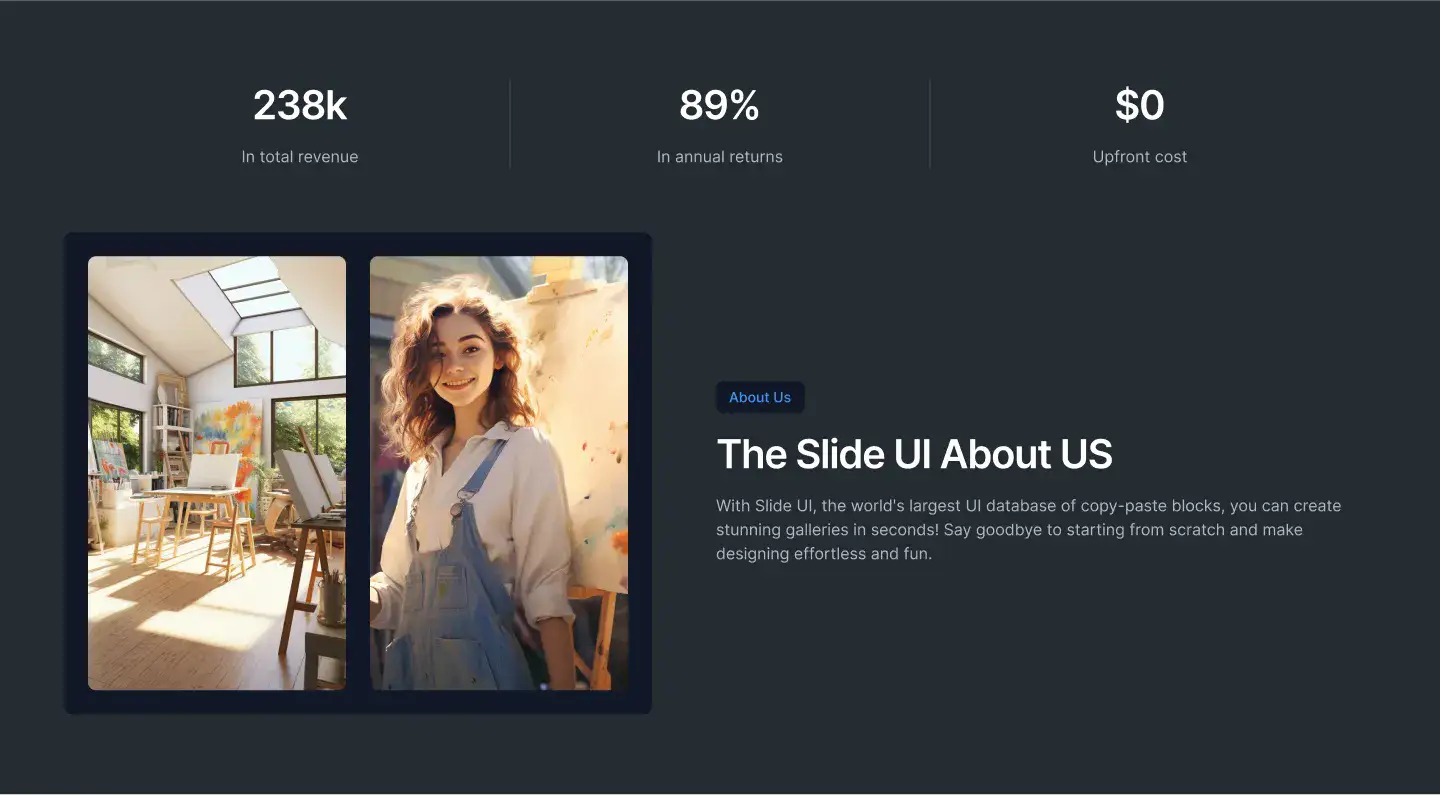 238k
In total revenue
89%
In annual returns
$0
Upfront cost
About Us
The Slide UI About US
With Slide UI, the world's largest UI database of copy-paste blocks, you can create
stunning galleries in seconds! Say goodbye to starting from scratch and make
designing effortless and fun.